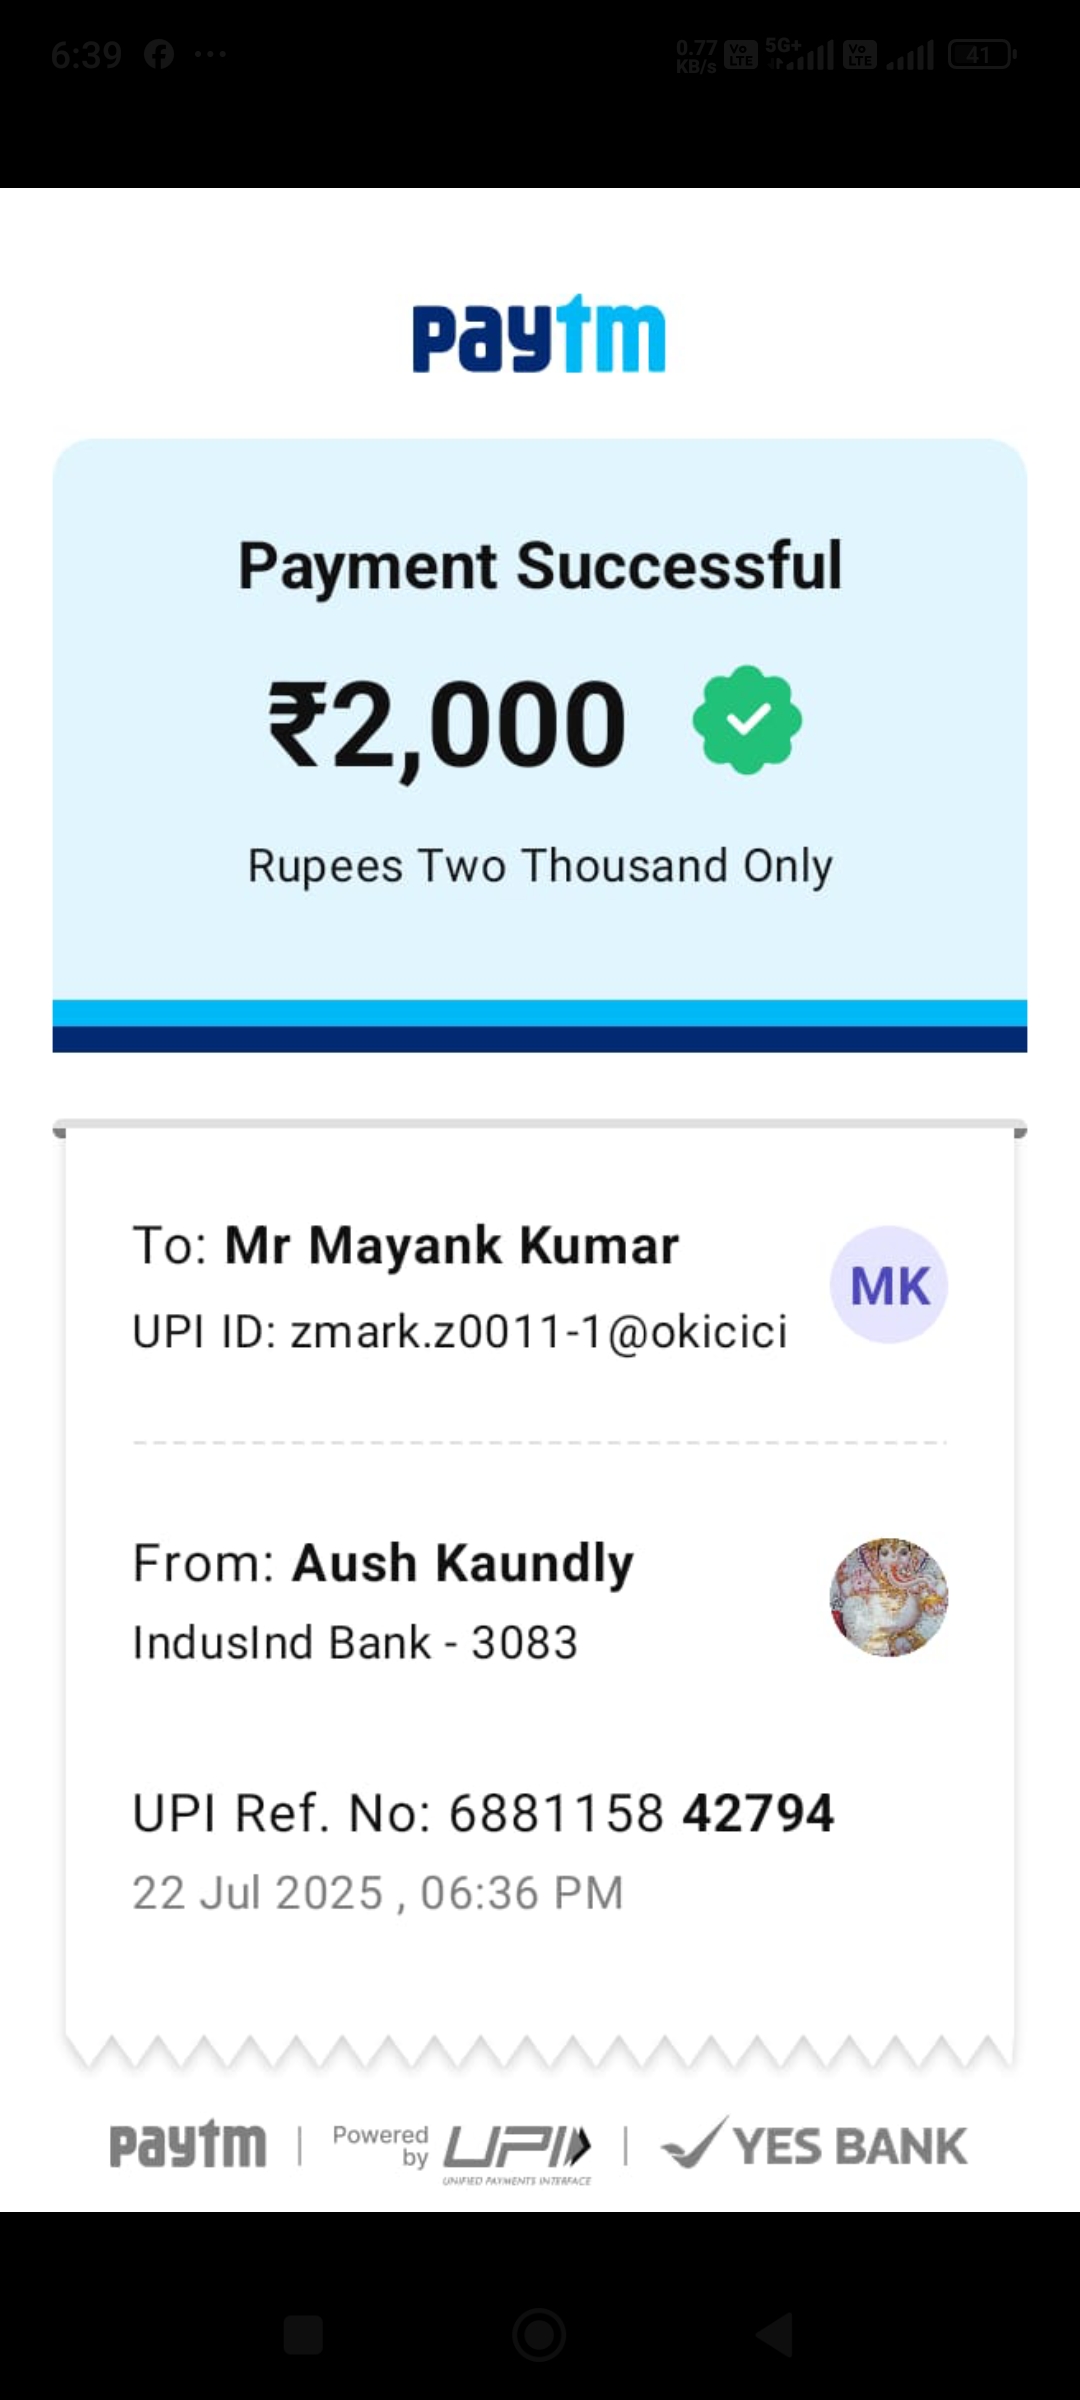 6:39 ...
0.77 KB/s Vo LTE 5G+ Vo LTE 41
paytm
Payment Successful
₹2,000
Rupees Two Thousand Only
To: Mr Mayank Kumar
MK
UPI ID: zmark.z0011-1@okicici
From: Aush Kaundly
IndusInd Bank - 3083
UPI Ref. No: 6881158 42794
22 Jul 2025 , 06:36 PM
paytm | Powered by UPI | YES BANK
UNIFIED PAYMENTS INTERFACE